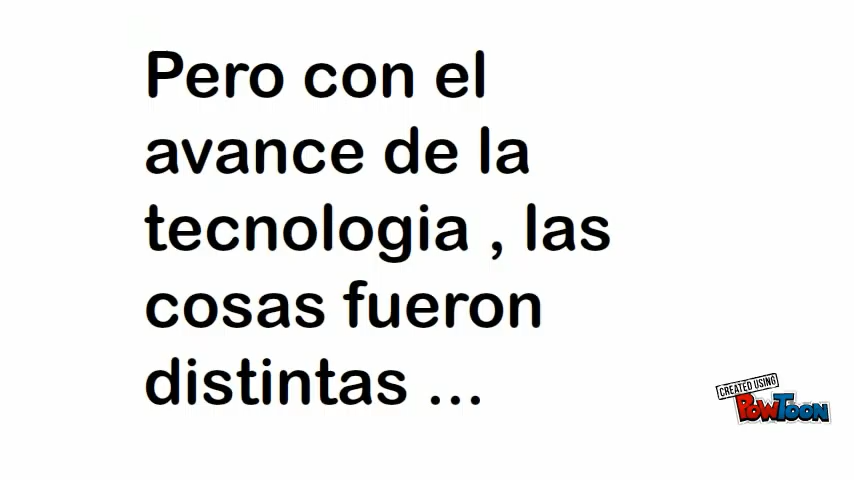 Pero con el
avance de la
tecnologia , las
cosas fueron
distintas ...
CREATED USING
POWTOON